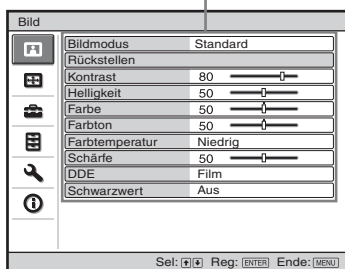 Bild
Bildmodus Standard
Rückstellen
Kontrast 80
Helligkeit 50
Farbe 50
Farbton 50
Farbtemperatur Niedrig
Schärfe 50
DDE Film
Schwarzwert Aus
Sel: Reg: ENTER Ende: MENU